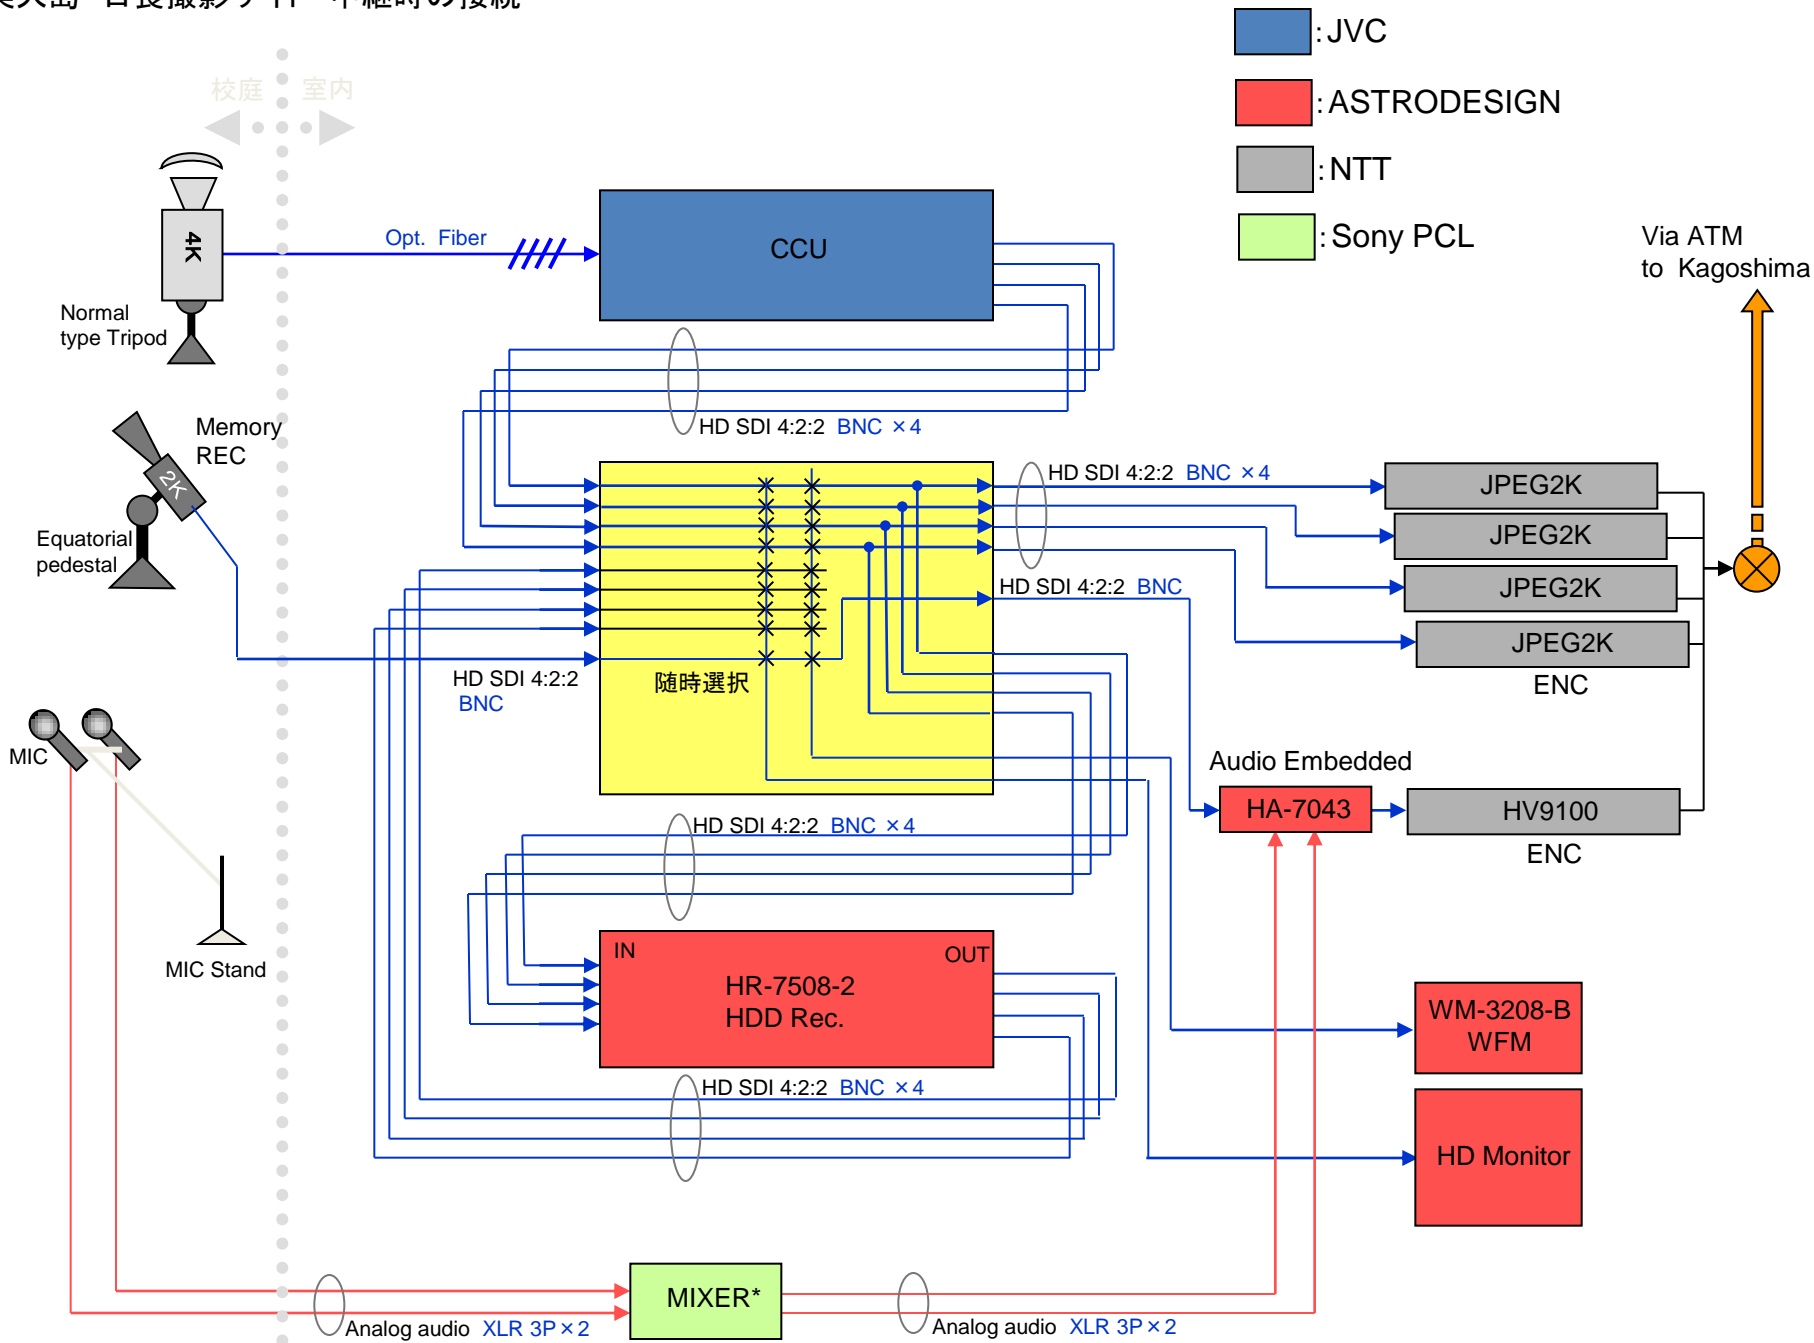 : JVC
: ASTRODESIGN
: NTT
: Sony PCL
校庭 室内
4K
Normal
type Tripod
Opt. Fiber
CCU
Via ATM
to Kagoshima
HD SDI 4:2:2 BNC ×4
Memory
REC
2K
Equatorial
pedestal
HD SDI 4:2:2 BNC ×4
JPEG2K
JPEG2K
JPEG2K
JPEG2K
ENC
HD SDI 4:2:2 BNC
HD SDI 4:2:2
BNC
随時選択
MIC
MIC Stand
Audio Embedded
HA-7043
HV9100
ENC
HD SDI 4:2:2 BNC ×4
IN
OUT
HR-7508-2
HDD Rec.
WM-3208-B
WFM
HD SDI 4:2:2 BNC ×4
HD Monitor
MIXER*
Analog audio XLR 3P×2
Analog audio XLR 3P×2